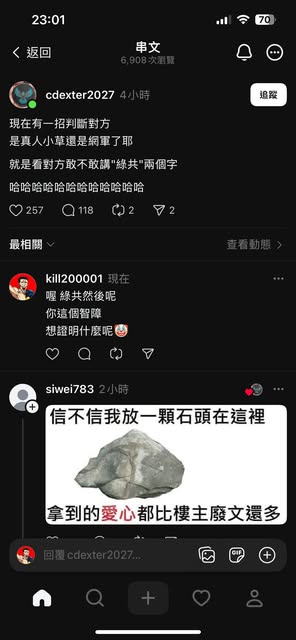 23:01
70
返回
串文
6,908 次瀏覽
cdexter2027 4小時
追蹤
現在有一招判斷對方
是真人小草還是網軍了耶
就是看對方敢不敢講"綠共"兩個字
哈哈哈哈哈哈哈哈哈哈哈哈
257 118 2 2
最相關
查看動態
kill200001 現在
喔 綠共然後呢
你這個智障
想證明什麼呢🤡
siwei783 2小時
信不信我放一顆石頭在這裡
拿到的愛心都比樓主廢文還多
回覆 cdexter2027...
GIF